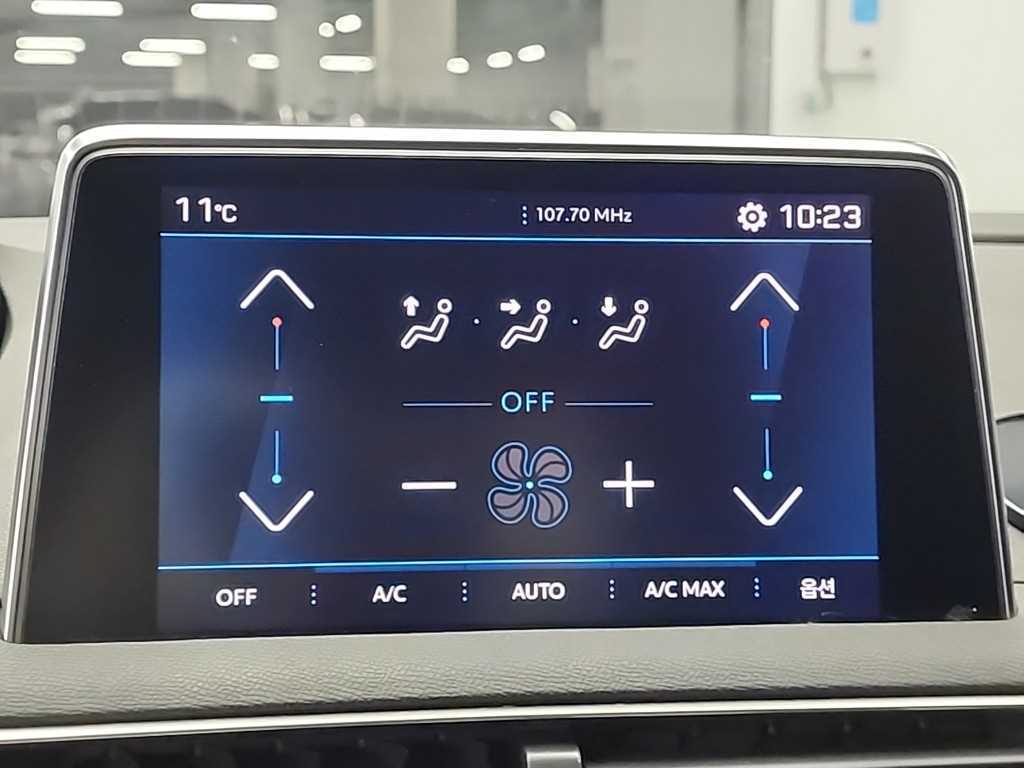 11°C 107.70 MHz 10:23
OFF
OFF A/C AUTO A/C MAX 옵션